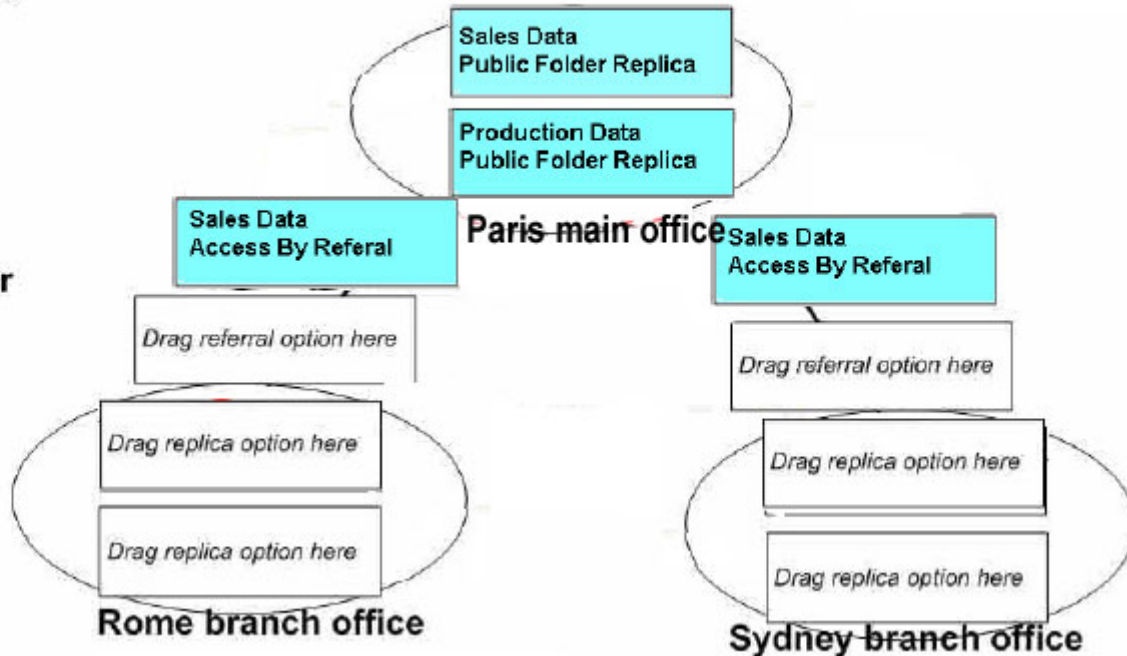 Sales Data
Public Folder Replica
Production Data
Public Folder Replica
Paris main office
Sales Data
Access By Referal
Sales Data
Access By Referal
r
Drag referral option here
Drag referral option here
Drag replica option here
Drag replica option here
Drag replica option here
Drag replica option here
Rome branch office
Sydney branch office